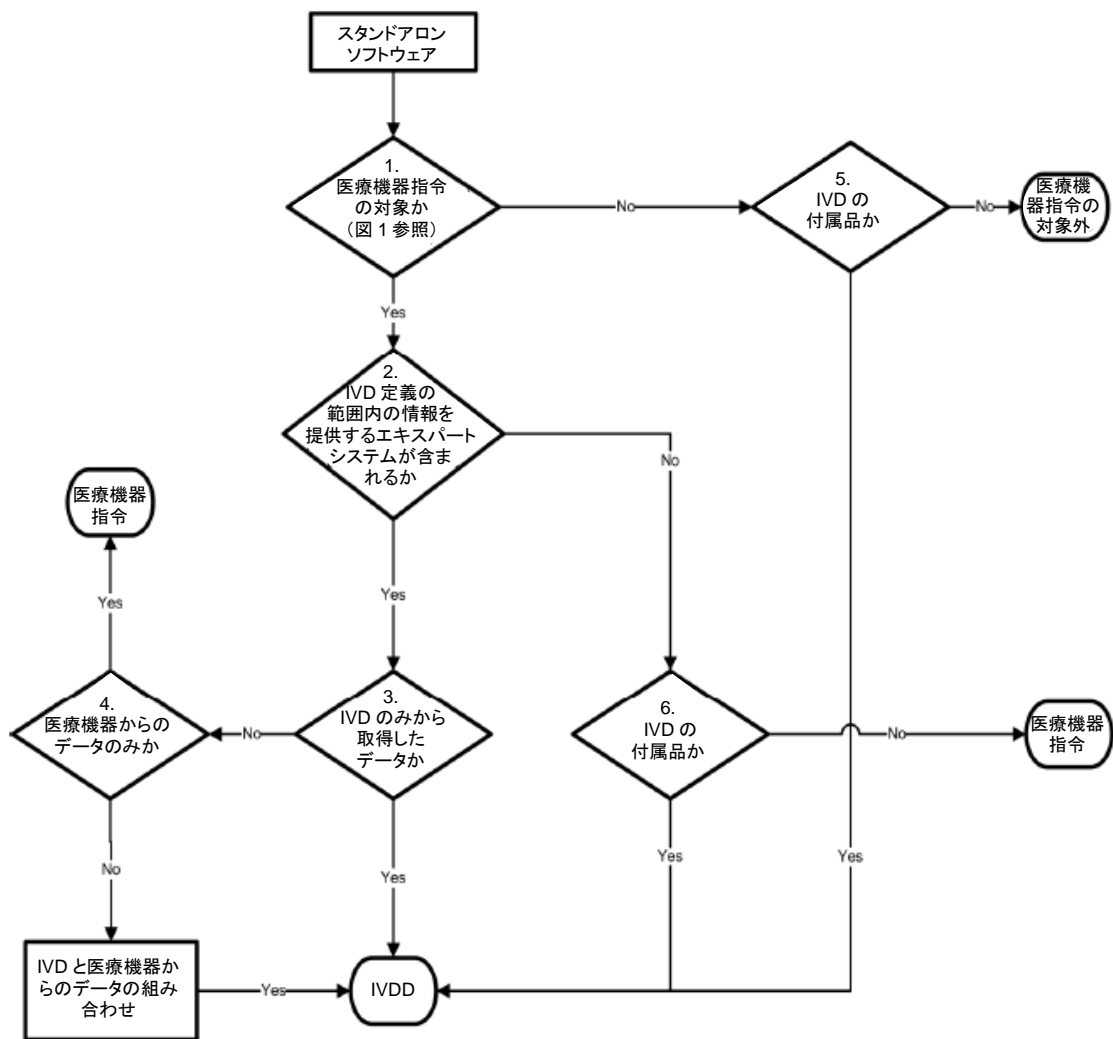 スタンドアロン
ソフトウェア
1.
医療機器指令
の対象か
（図 1 参照）
No
5.
IVD の
付属品か
No
医療機
器指令の
対象外
Yes
2.
IVD 定義の
範囲内の情報を
提供するエキスパート
システムが含ま
れるか
No
医療機器
指令
Yes
Yes
4.
医療機器からの
データのみか
No
3.
IVD のみから
取得した
データか
6.
IVD の
付属品か
No
医療機器
指令
No
Yes
Yes
Yes
IVD と医療機器か
らのデータの組み
合わせ
Yes
IVDD